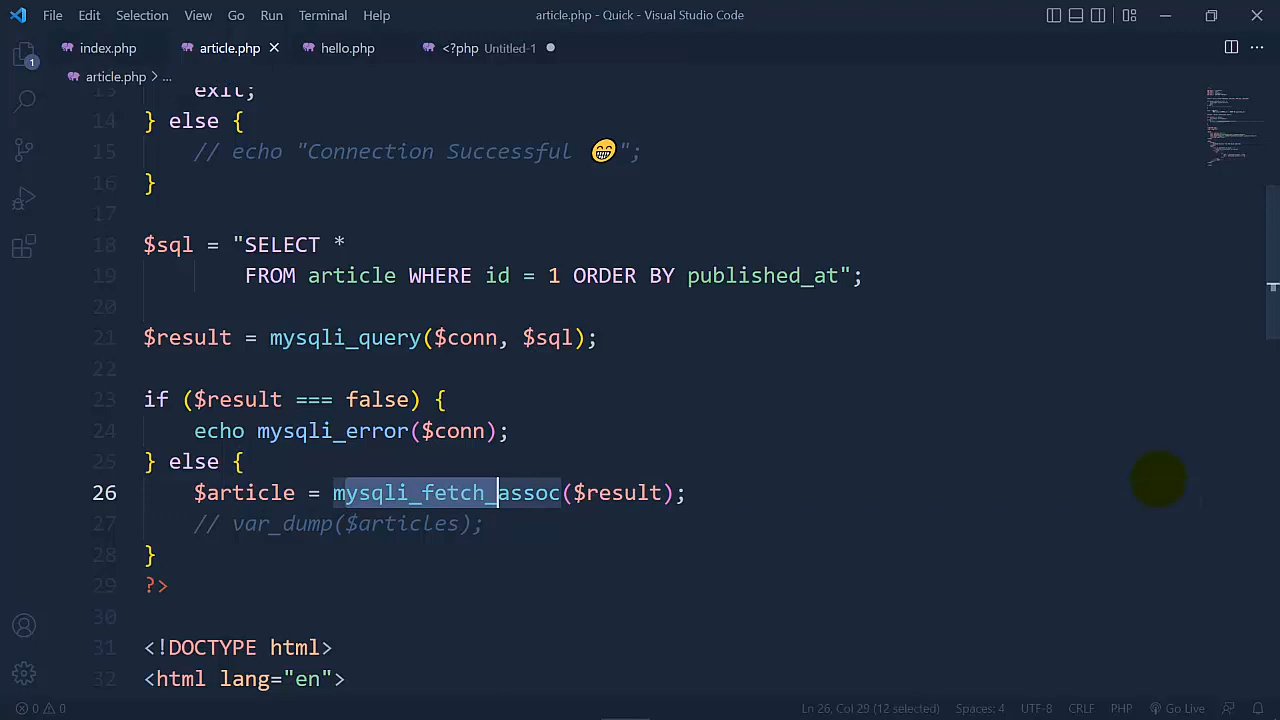 File Edit Selection View Go Run Terminal Help article.php - Quick - Visual Studio Code
index.php article.php hello.php <?php Untitled-1
article.php > ...
13 exit;
14 } else {
15 // echo "Connection Successful 😁";
16 }
17
18 $sql = "SELECT *
19 FROM article WHERE id = 1 ORDER BY published_at";
20
21 $result = mysqli_query($conn, $sql);
22
23 if ($result === false) {
24 echo mysqli_error($conn);
25 } else {
26 $article = mysqli_fetch_assoc($result);
27 // var_dump($articles);
28 }
29 ?>
30
31 <!DOCTYPE html>
32 <html lang="en">
0 0 Ln 26, Col 29 (12 selected) Spaces: 4 UTF-8 CRLF PHP Go Live
1